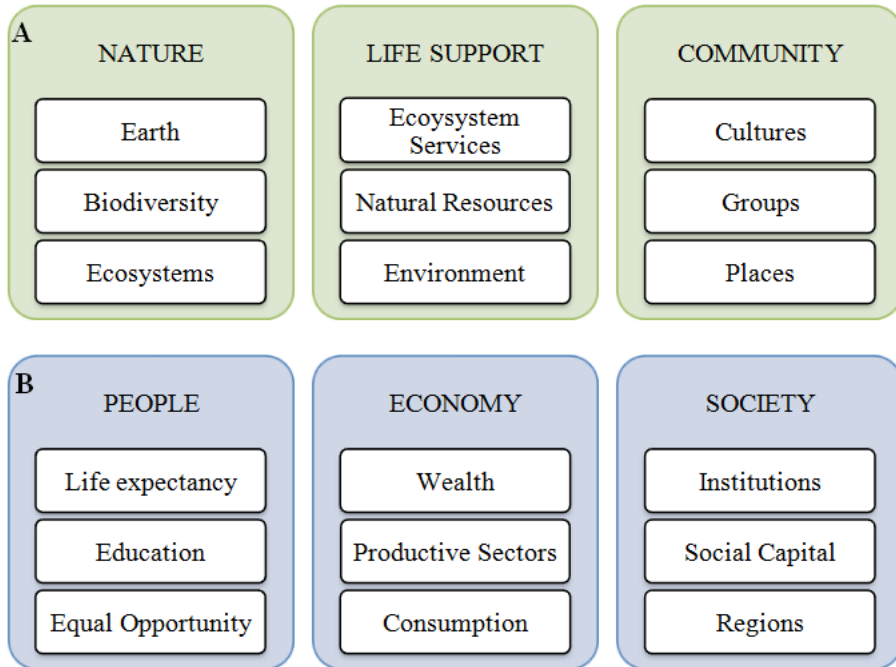 A
NATURE
Earth
Biodiversity
Ecosystems
LIFE SUPPORT
Ecoysystem
Services
Natural Resources
Environment
COMMUNITY
Cultures
Groups
Places
B
PEOPLE
Life expectancy
Education
Equal Opportunity
ECONOMY
Wealth
Productive Sectors
Consumption
SOCIETY
Institutions
Social Capital
Regions